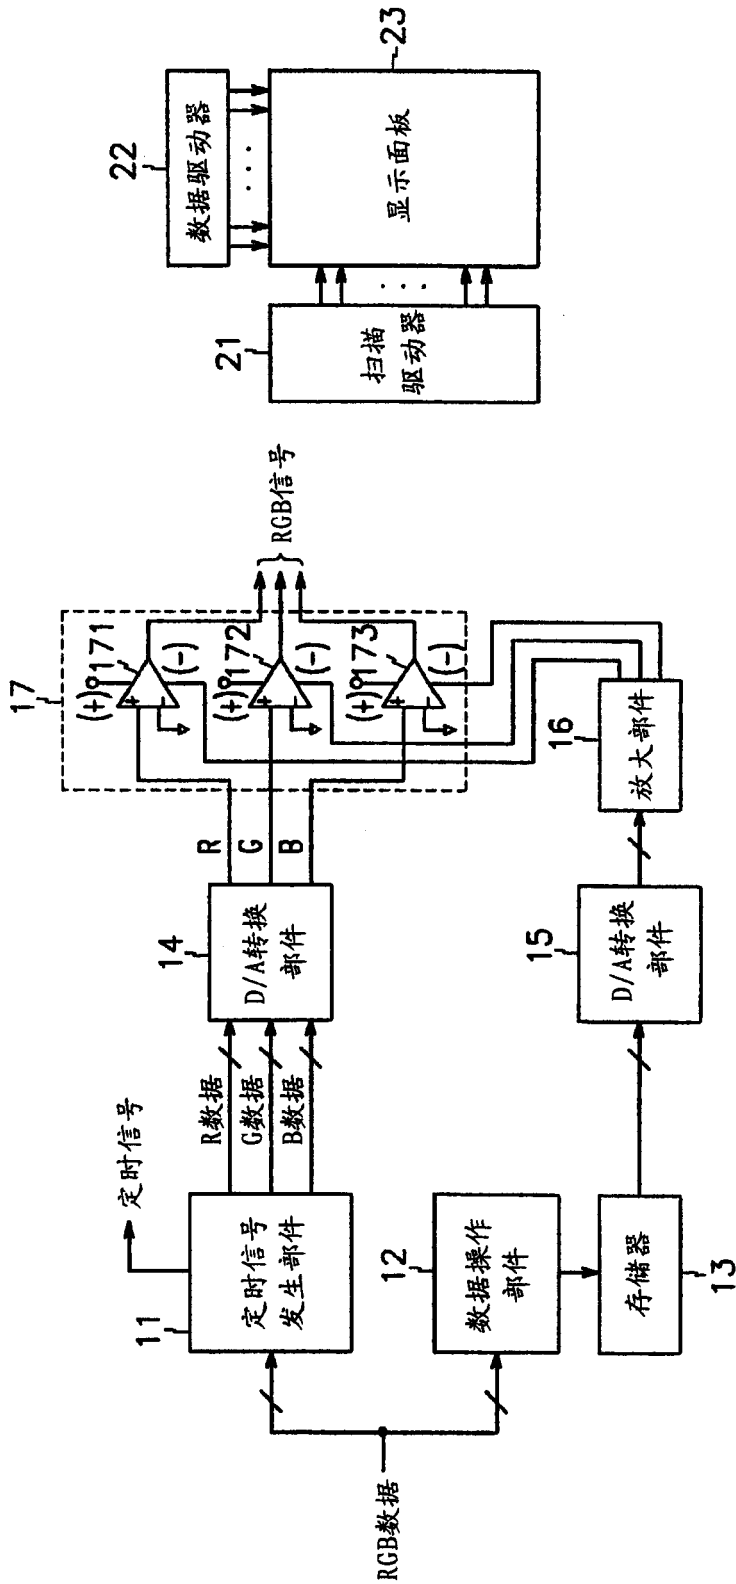 RGB数据
11
定时信号
发生部件
定时信号
R数据
G数据
B数据
14
D/A转换
部件
R
G
B
17
(+)
171
+
-
(-)
(+)
172
+
-
(-)
(+)
173
+
-
(-)
RGB信号
12
数据操作
部件
存储器
13
15
D/A转换
部件
16
放大部件
21
扫描
驱动器
22
数据驱动器
23
显示面板